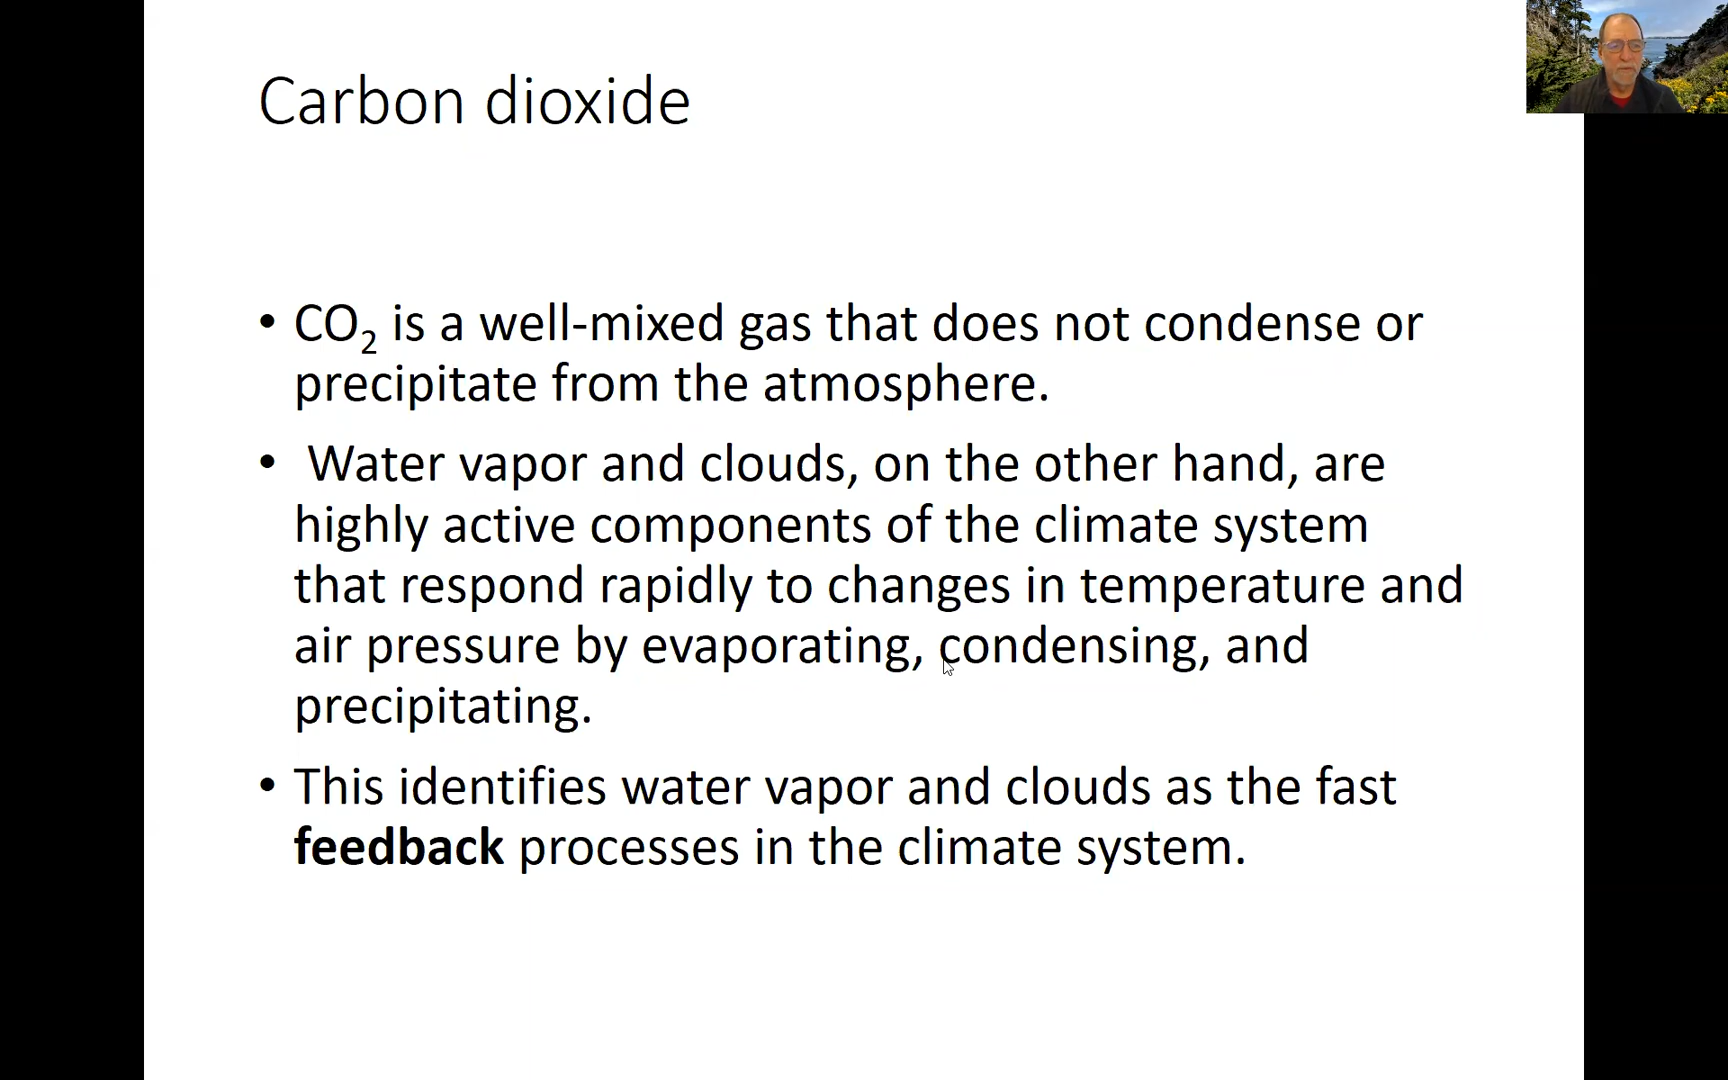 Carbon dioxide
• CO₂ is a well-mixed gas that does not condense or
precipitate from the atmosphere.
• Water vapor and clouds, on the other hand, are
highly active components of the climate system
that respond rapidly to changes in temperature and
air pressure by evaporating, condensing, and
precipitating.
• This identifies water vapor and clouds as the fast
feedback processes in the climate system.